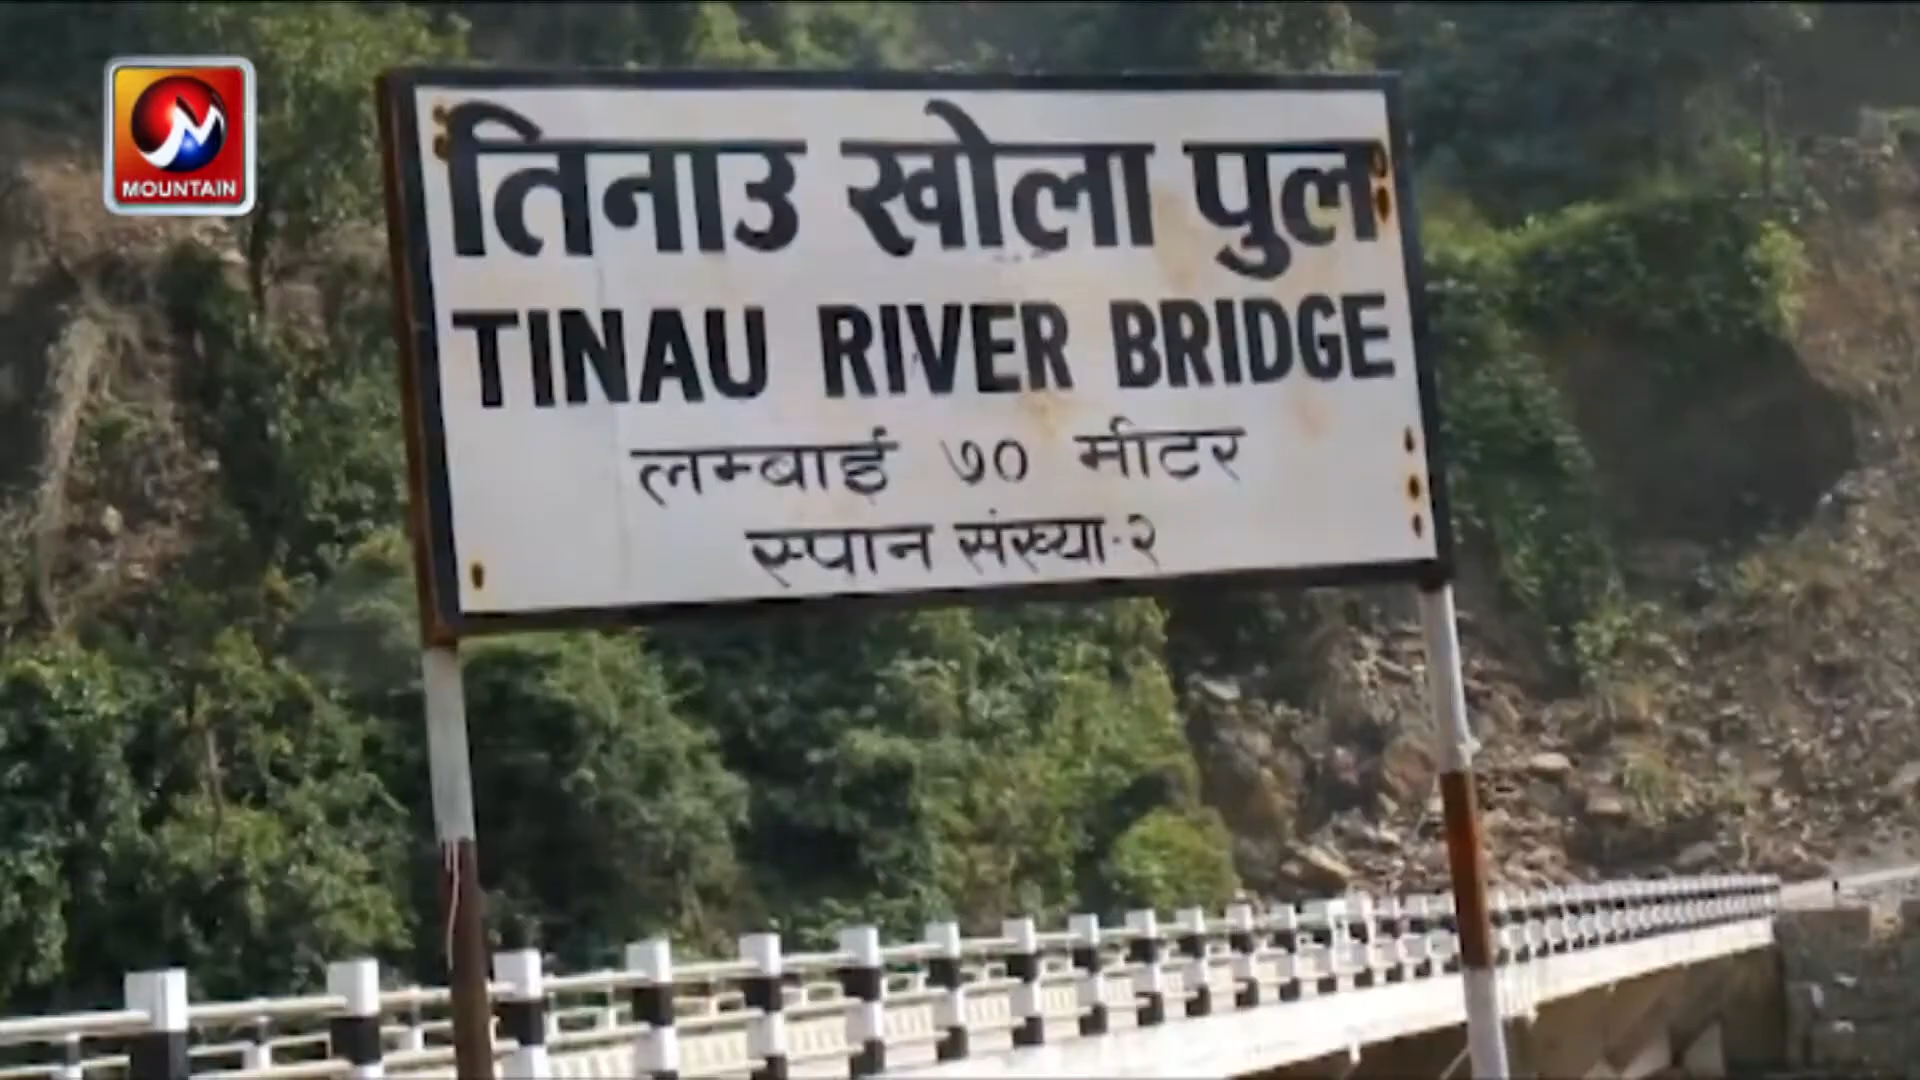 MOUNTAIN
तिनाउ खोला पुल
TINAU RIVER BRIDGE
लम्बाई ७० मीटर
स्पान संख्या-२